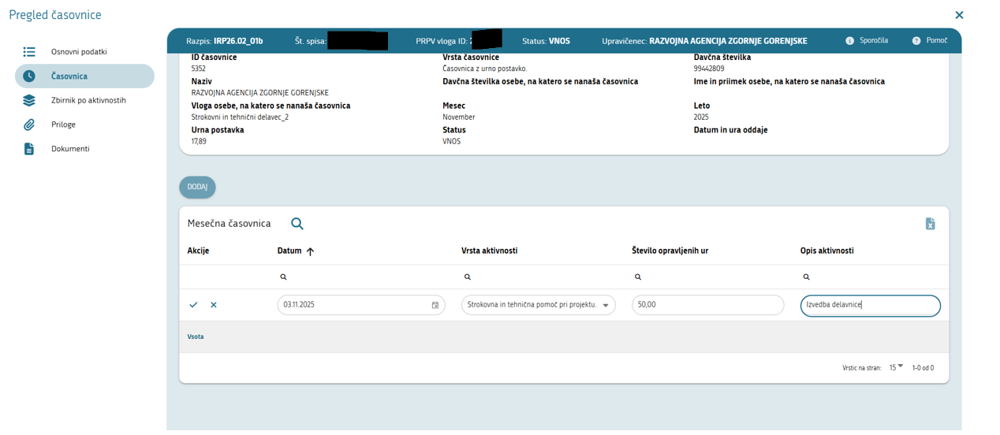 Pregled časovnice
Osnovni podatki
Časovnica
Zbirnik po aktivnostih
Priloge
Dokumenti
Razpis: IRP26.02_01b Št. spisa: PRPV vloga ID: Status: VNOS Upravičenec: RAZVOJNA AGENCIJA ZGORNJE GORENJSKE Sporočila Pomoč
ID časovnice Vrsta časovnice Davčna številka
5352 Časovnica z urno postavko. 99442809
Naziv Davčna številka osebe, na katero se nanaša časovnica Ime in priimek osebe, na katero se nanaša časovnica
RAZVOJNA AGENCIJA ZGORNJE GORENJSKE
Vloga osebe, na katero se nanaša časovnica Mesec Leto
Strokovni in tehnični delavec_2 November 2025
Urna postavka Status Datum in ura oddaje
17,89 VNOS
DODAJ
Mesečna časovnica
Akcije Datum Vrsta aktivnosti Število opravljenih ur Opis aktivnosti
03.11.2025 Strokovna in tehnična pomoč pri projektu. 50,00 Izvedba delavnice
Vsota
Vrstic na stran: 15 1-0 od 0